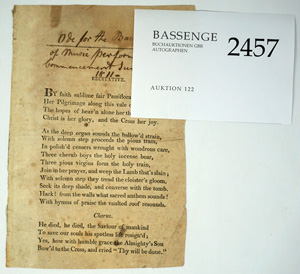 Ode for the
of Music perform
commencement
1811
RECITATIVE.
BY faith sublime fair
Her Pilgrimage along this vale
The hopes of heav'n alone her
Christ is her glory, and the Cross her joy.
As the deep organ sounds the hallow'd strain,
With solemn step proceeds the pious train,
In polish'd censers wrought with wondrous care,
Three cherub boys the holy incense bear,
Three pious virgins form the holy train,
Join in her prayer, and weep the Lamb that's slain;
With solemn step they tread the cloister's gloom,
Seek its deep shade, and converse with the tomb.
Hark! from the walls what sacred anthem sounds!
With hymns of praise the vaulted roof resounds.
Chorus.
He died, he died, the Saviour of mankind
To save our souls his spotless life resign'd;
Yes, how with humble grace the Almighty's Son
Bow'd to the Cross, and cried "Thy will be done."
BASSENGE
BUCHAUKTIONEN GBR
AUTOGRAPHEN
2457
AUKTION 122